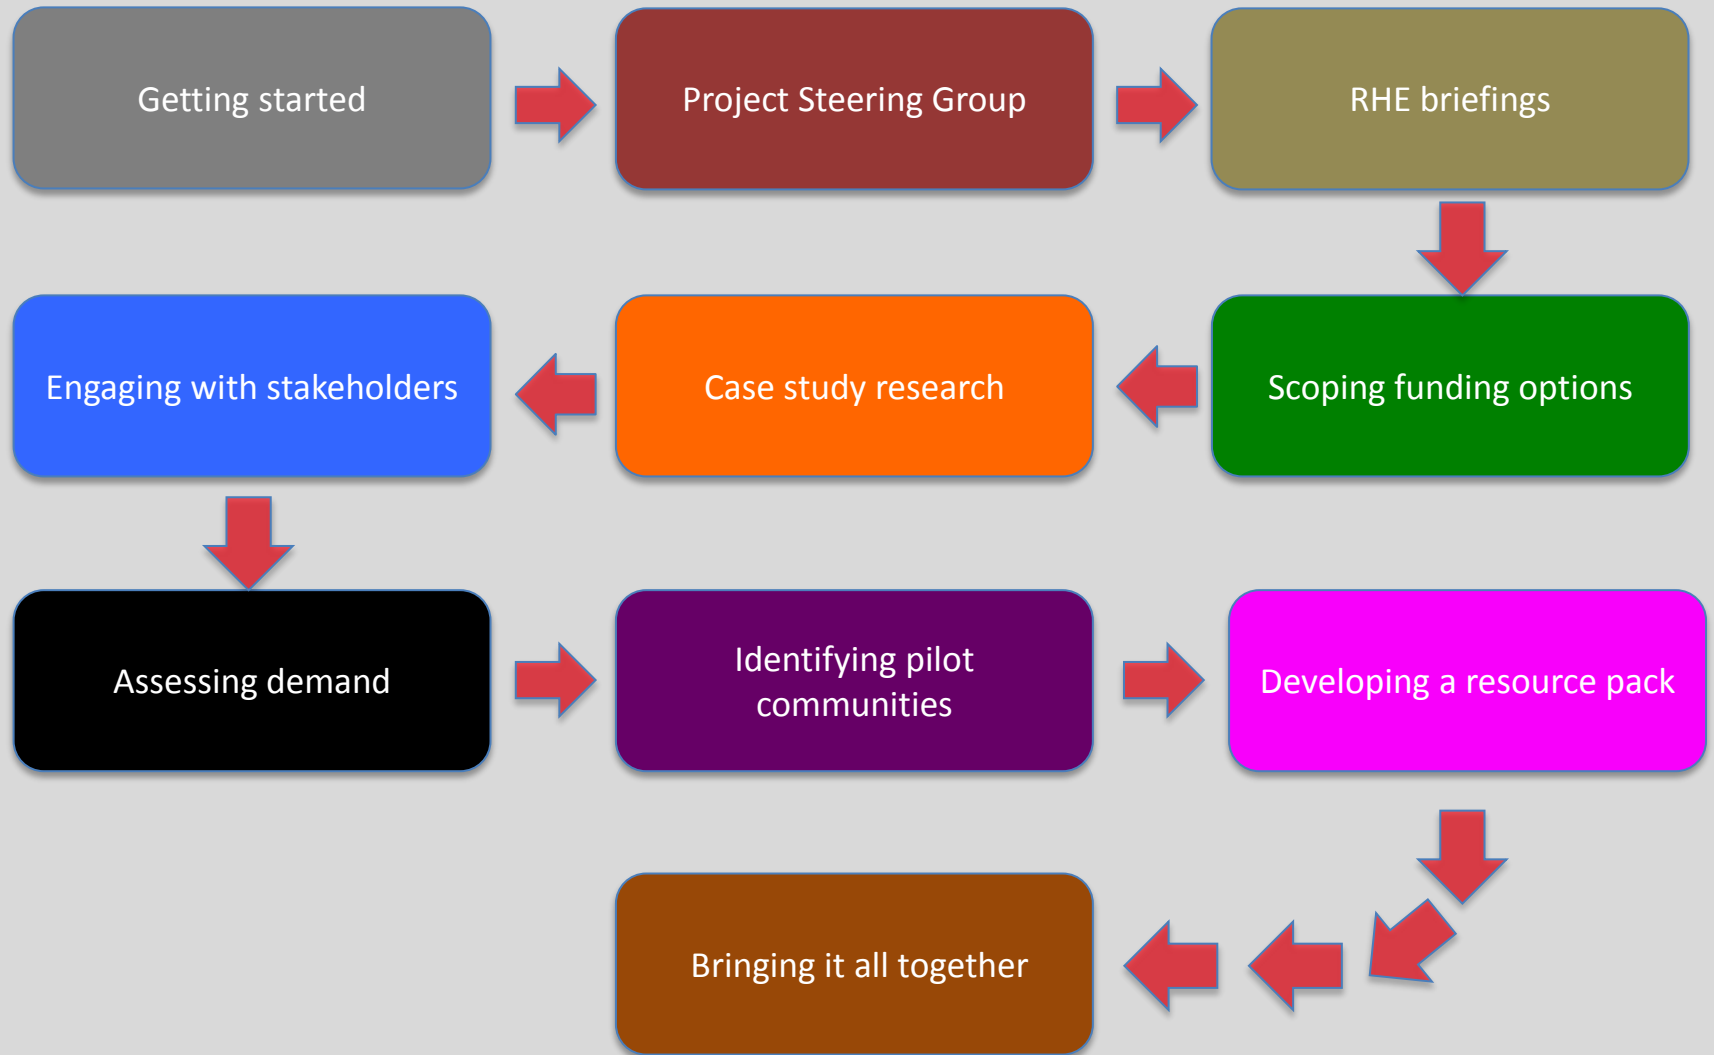 Getting started
Project Steering Group
RHE briefings
Engaging with stakeholders
Case study research
Scoping funding options
Assessing demand
Identifying pilot
communities
Developing a resource pack
Bringing it all together